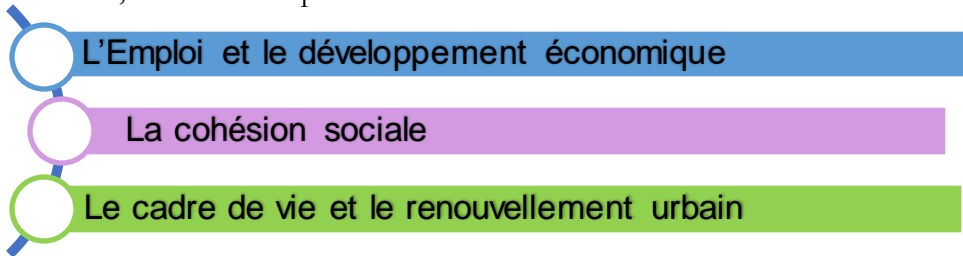 L'Emploi et le développement économique
La cohésion sociale
Le cadre de vie et le renouvellement urbain